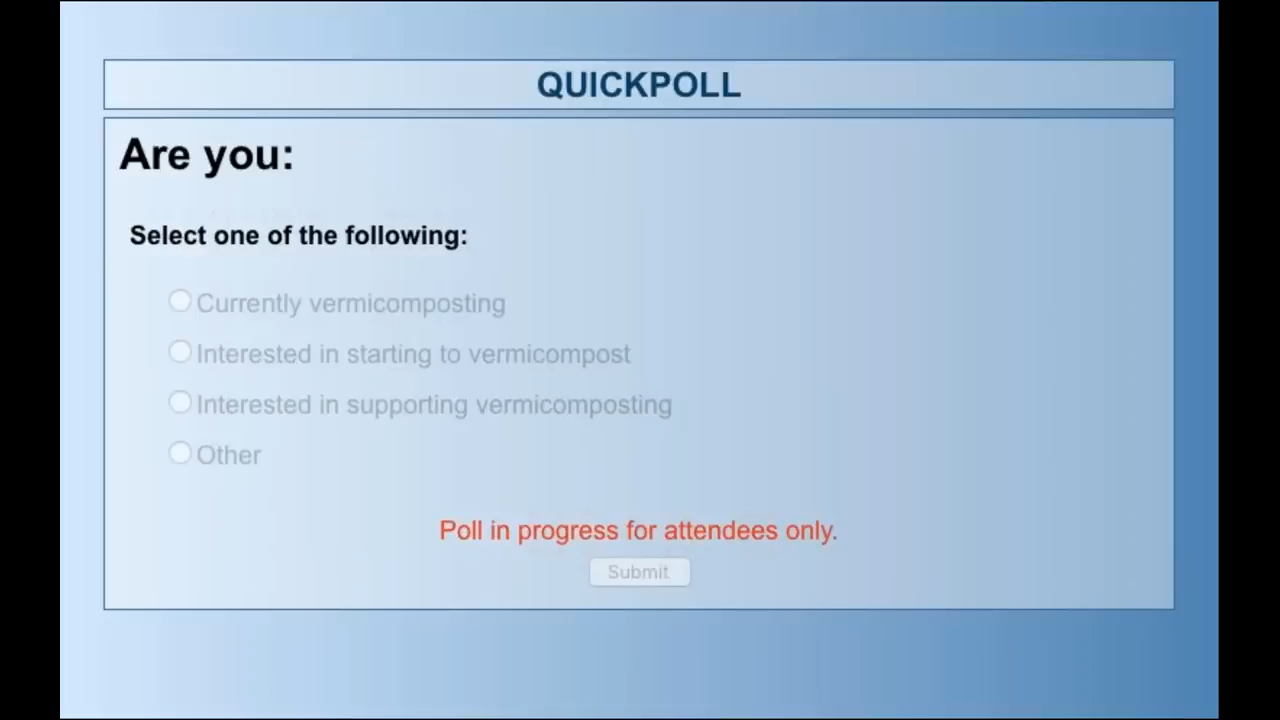 QUICKPOLL
Are you:
Select one of the following:
Currently vermicomposting
Interested in starting to vermicompost
Interested in supporting vermicomposting
Other
Poll in progress for attendees only.
Submit